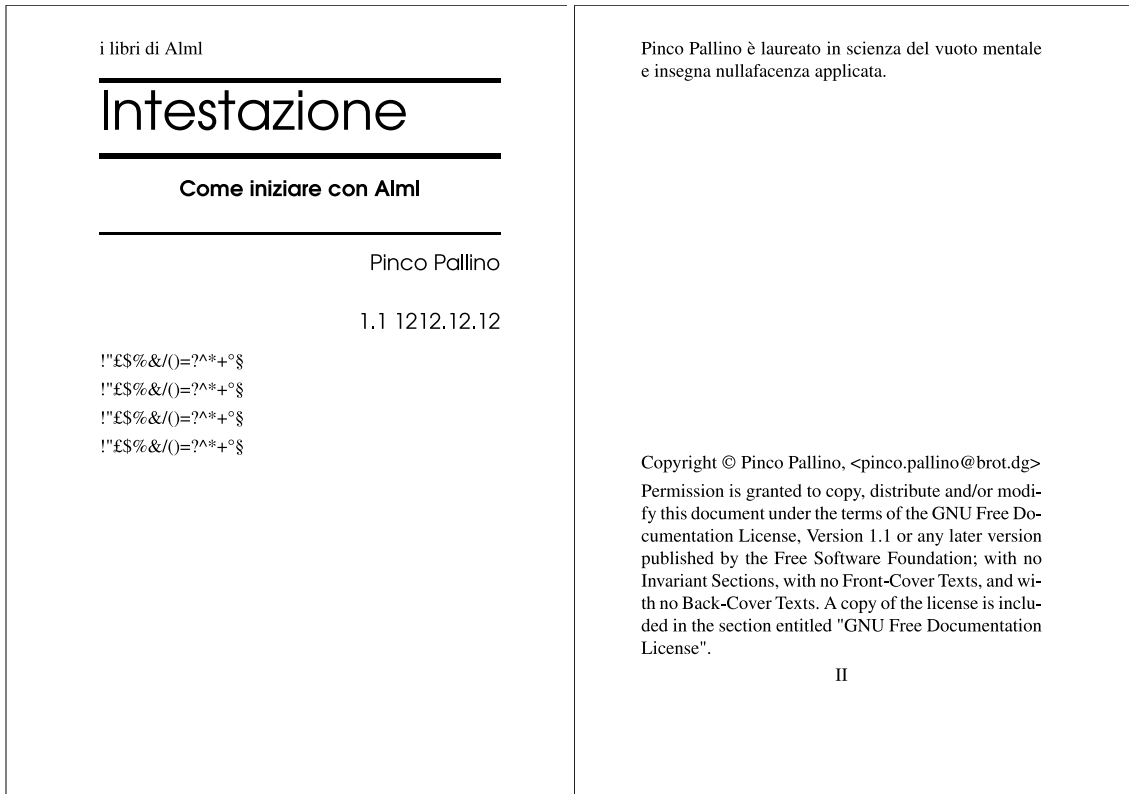 i libri di Alml
Intestazione
Come iniziare con Alml
Pinco Pallino
1.1 1212.12.12
!"£$%&/()=?^*+°§
!"£$%&/()=?^*+°§
!"£$%&/()=?^*+°§
!"£$%&/()=?^*+°§
Pinco Pallino è laureato in scienza del vuoto mentale
e insegna nullafacenza applicata.
Copyright © Pinco Pallino, <pinco.pallino@brot.dg>
Permission is granted to copy, distribute and/or modi-
fy this document under the terms of the GNU Free Do-
cumentation License, Version 1.1 or any later version
published by the Free Software Foundation; with no
Invariant Sections, with no Front-Cover Texts, and wi-
th no Back-Cover Texts. A copy of the license is inclu-
ded in the section entitled "GNU Free Documentation
License".
II